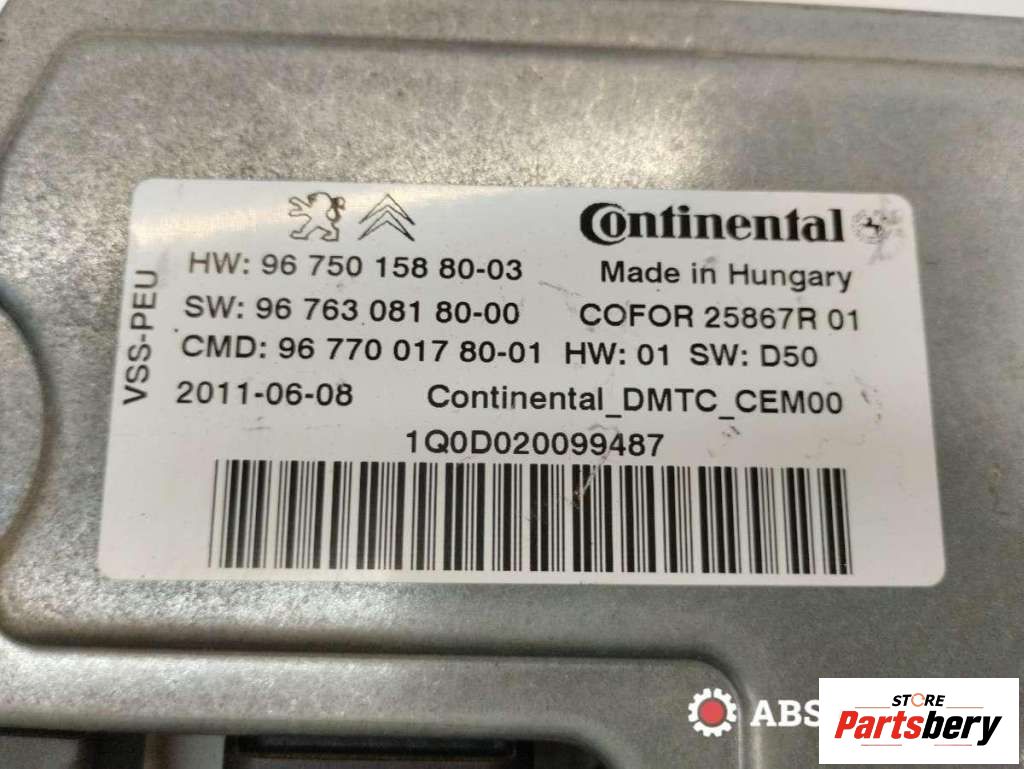 Continental
HW: 96 750 158 80-03 Made in Hungary
SW: 96 763 081 80-00 COFOR 25867R 01
CMD: 96 770 017 80-01 HW: 01 SW: D50
2011-06-08 Continental_DMTC_CEM00
1Q0D020099487
VSS-PEU
ABS
STORE
Partsbery